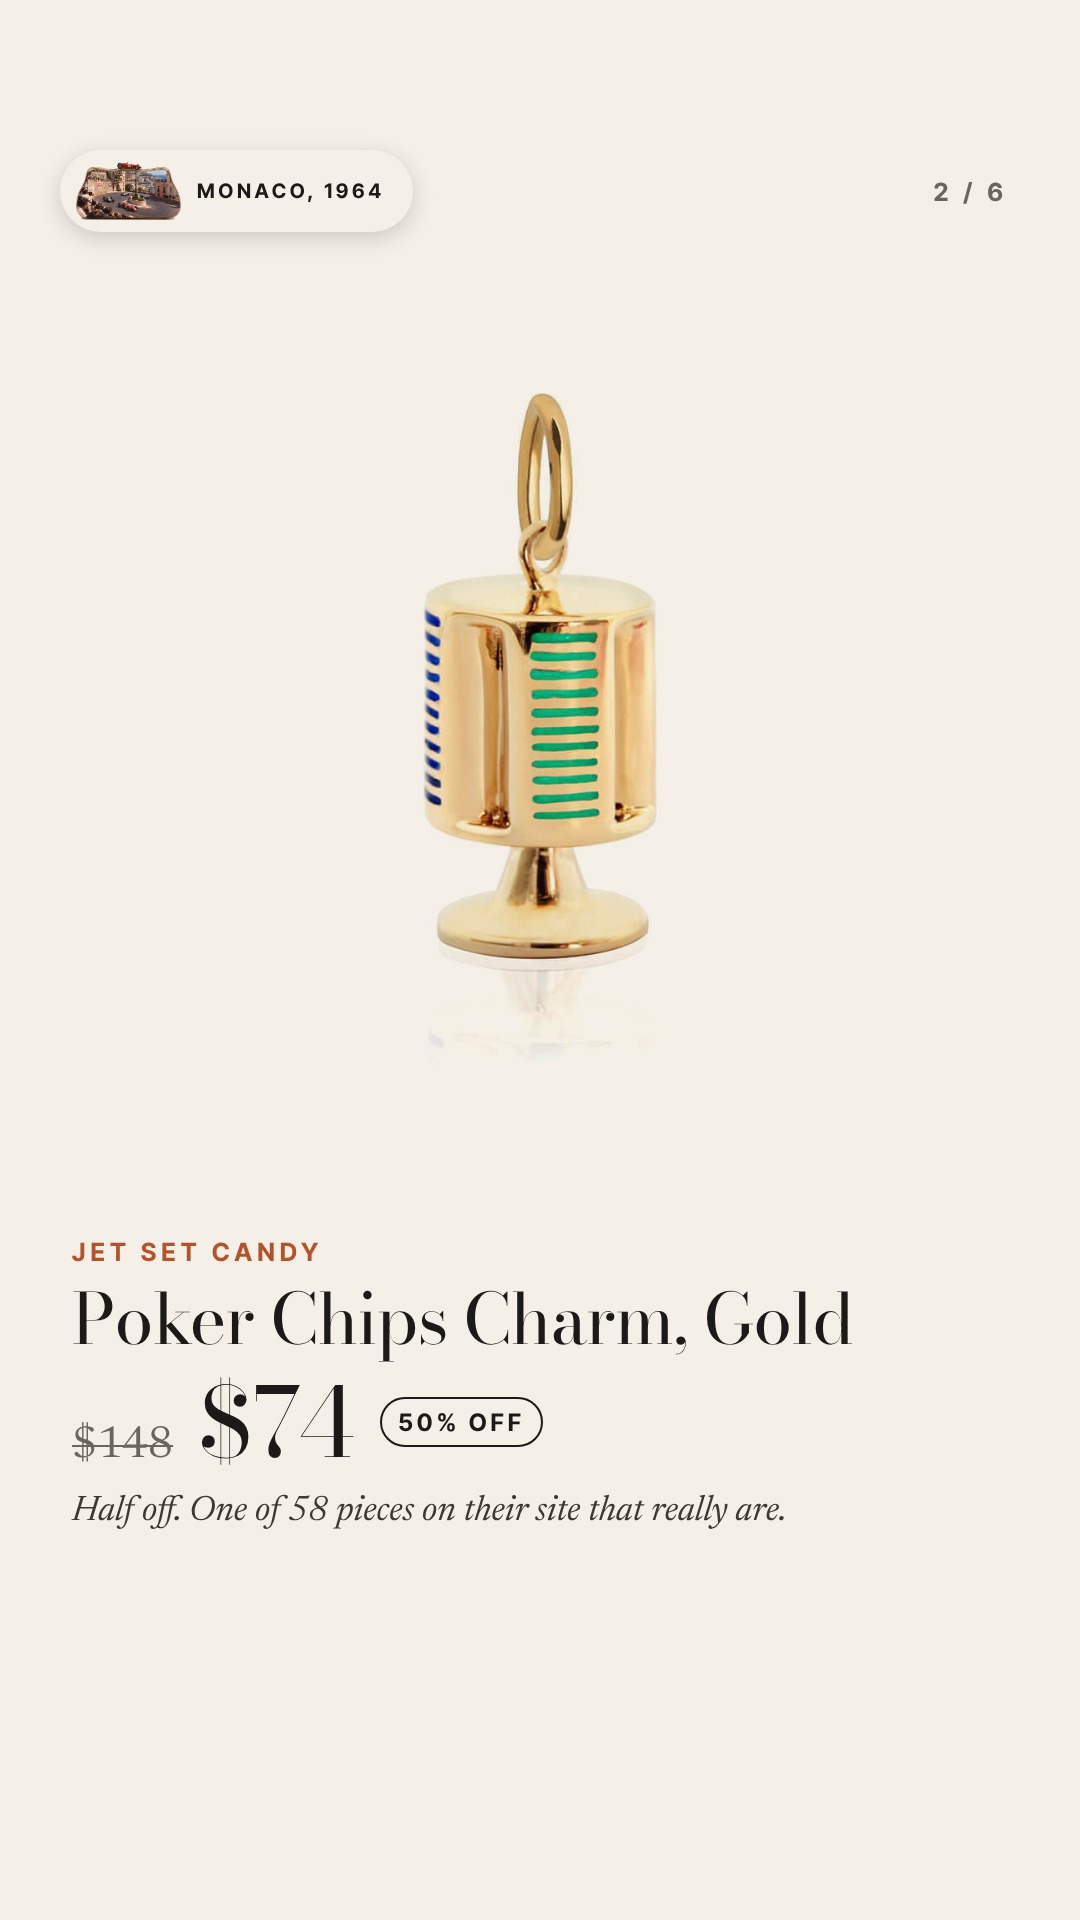 MONACO, 1964
2 / 6
JET SET CANDY
Poker Chips Charm, Gold
$148 $74 50% OFF
Half off. One of 58 pieces on their site that really are.